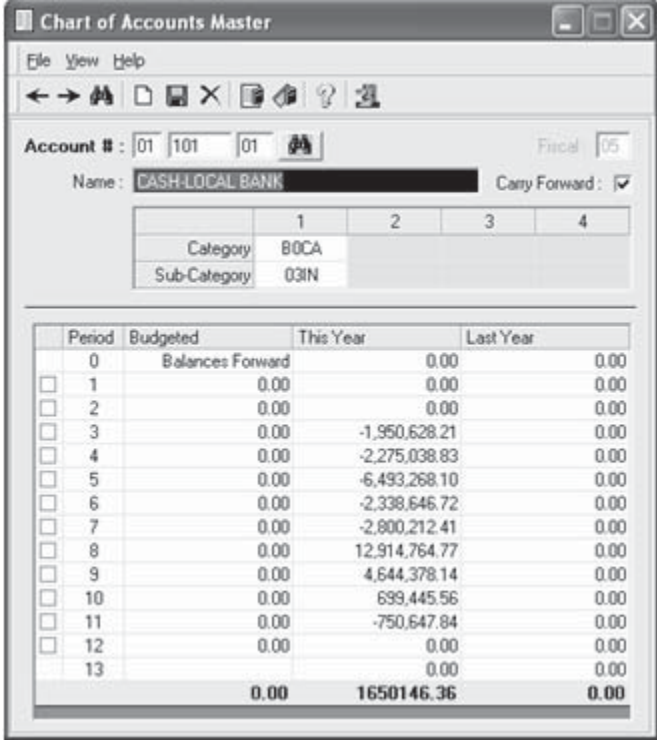 Chart of Accounts Master
File View Help
Account # : 01 101 01 Fiscal 05
Name : CASH-LOCAL BANK Carry Forward :
1 2 3 4
Category B0CA
Sub-Category 03IN
Period Budgeted This Year Last Year
0 Balances Forward 0.00 0.00
1 0.00 0.00 0.00
2 0.00 0.00 0.00
3 0.00 -1,950,628.21 0.00
4 0.00 -2,275,038.83 0.00
5 0.00 -6,493,268.10 0.00
6 0.00 -2,338,646.72 0.00
7 0.00 -2,800,212.41 0.00
8 0.00 12,914,764.77 0.00
9 0.00 4,644,378.14 0.00
10 0.00 699,445.56 0.00
11 0.00 -750,647.84 0.00
12 0.00 0.00 0.00
13 0.00 0.00
0.00 1650146.36 0.00